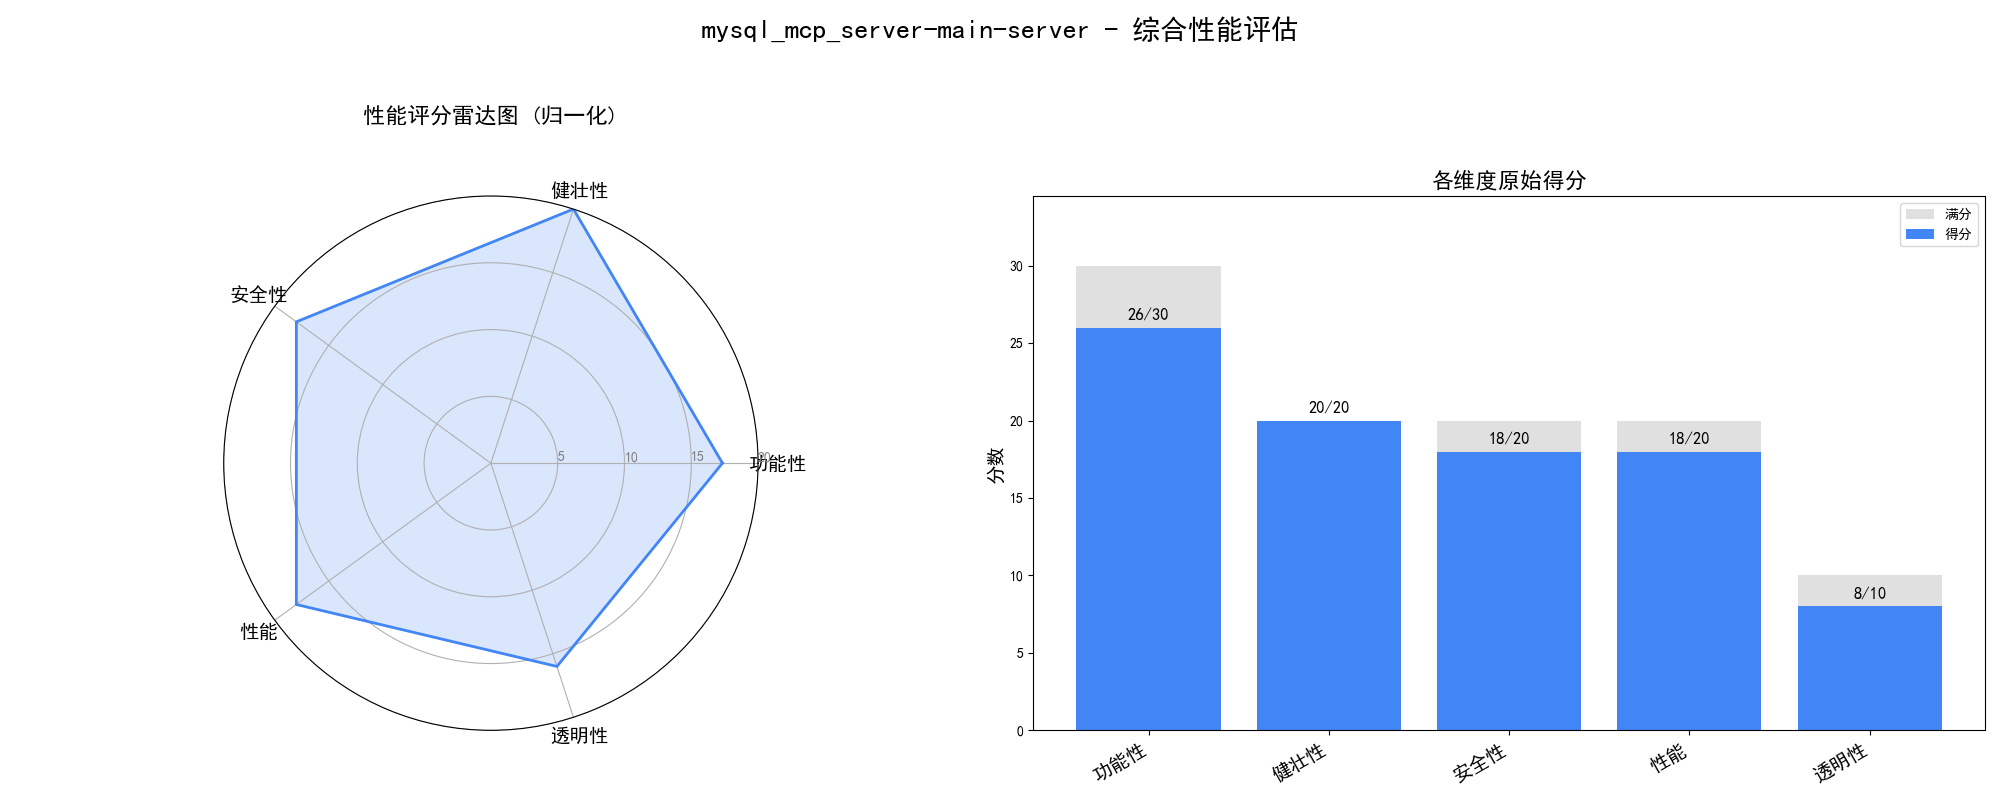 mysql_mcp_server-main-server - 综合性能评估
性能评分雷达图 (归一化)
健壮性
安全性
功能性
性能
透明性
5
10
15
20
各维度原始得分
满分
得分
分数
30
25
20
15
10
5
0
26/30
20/20
18/20
18/20
8/10
功能性
健壮性
安全性
性能
透明性